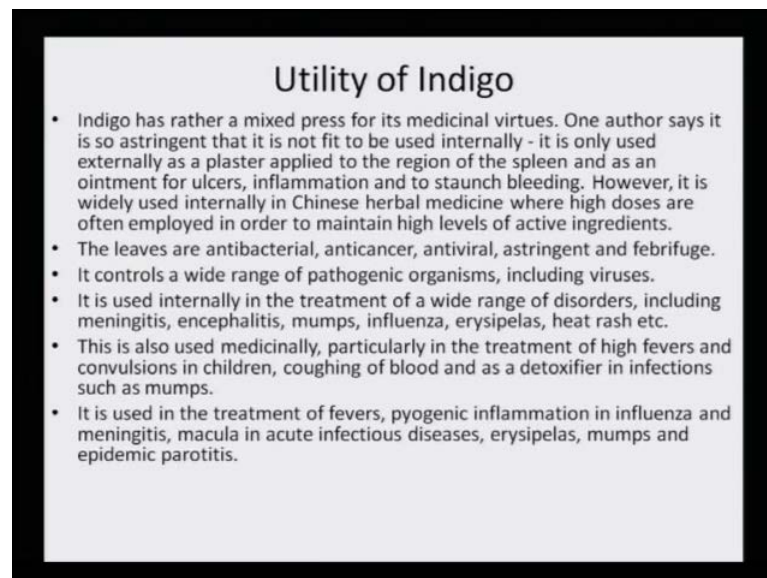 Utility of Indigo
• Indigo has rather a mixed press for its medicinal virtues. One author says it
is so astringent that it is not fit to be used internally - it is only used
externally as a plaster applied to the region of the spleen and as an
ointment for ulcers, inflammation and to staunch bleeding. However, it is
widely used internally in Chinese herbal medicine where high doses are
often employed in order to maintain high levels of active ingredients.
• The leaves are antibacterial, anticancer, antiviral, astringent and febrifuge.
• It controls a wide range of pathogenic organisms, including viruses.
• It is used internally in the treatment of a wide range of disorders, including
meningitis, encephalitis, mumps, influenza, erysipelas, heat rash etc.
• This is also used medicinally, particularly in the treatment of high fevers and
convulsions in children, coughing of blood and as a detoxifier in infections
such as mumps.
• It is used in the treatment of fevers, pyogenic inflammation in influenza and
meningitis, macula in acute infectious diseases, erysipelas, mumps and
epidemic parotitis.